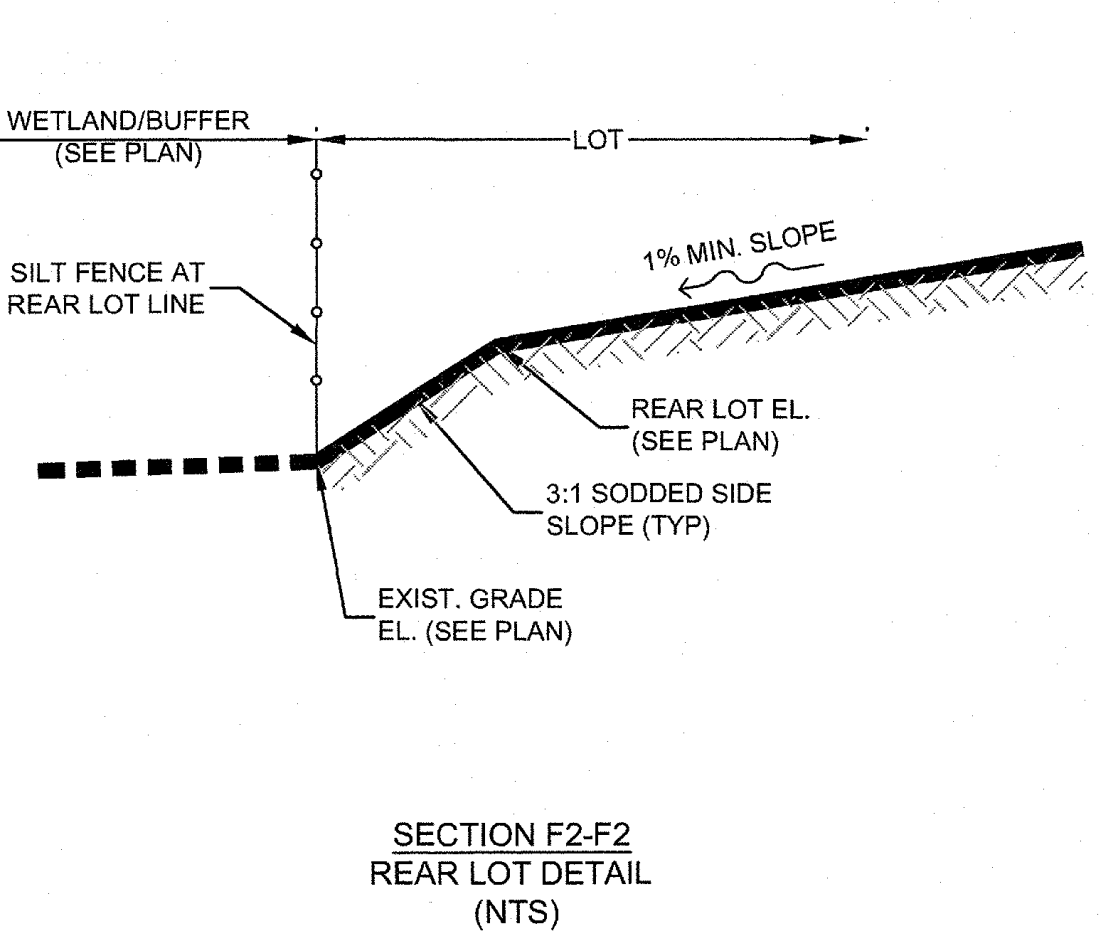 WETLAND/BUFFER
(SEE PLAN)
LOT
1% MIN. SLOPE
SILT FENCE AT
REAR LOT LINE
REAR LOT EL.
(SEE PLAN)
3:1 SODDED SIDE
SLOPE (TYP)
EXIST. GRADE
EL. (SEE PLAN)
SECTION F2-F2
REAR LOT DETAIL
(NTS)